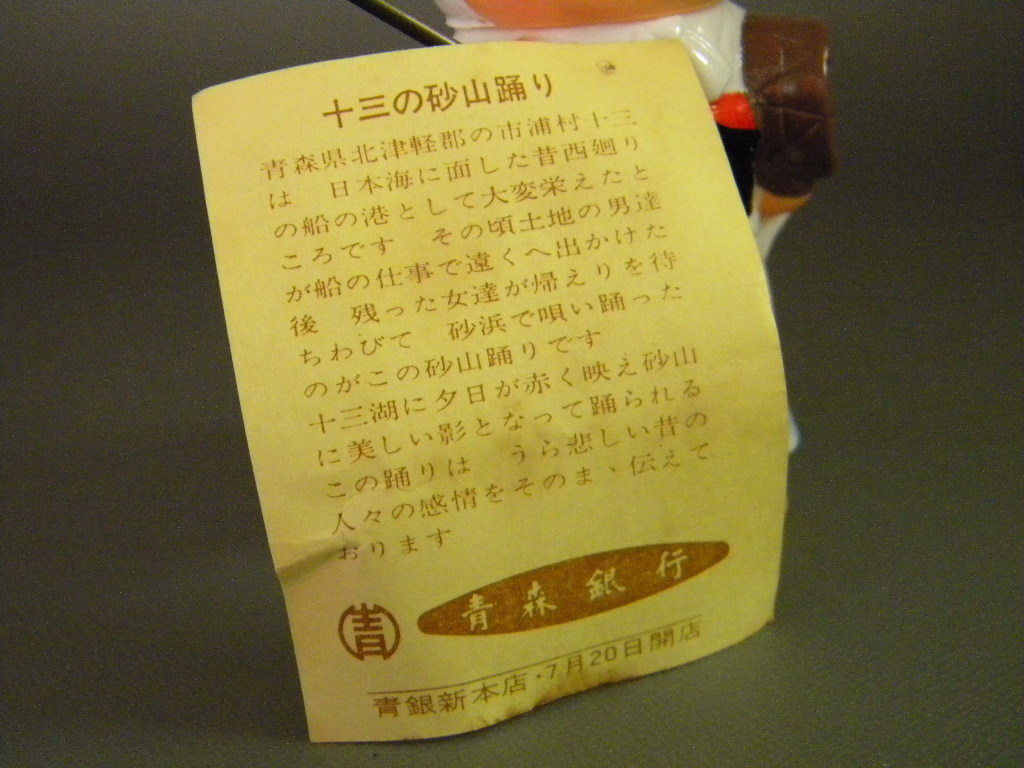 十三の砂山踊り
青森県北津軽郡の市浦村十三
は　日本海に面した昔西廻り
の船の港として大変栄えたと
ころです　その頃土地の男達
が船の仕事で遠くへ出かけた
後　残った女達が帰えりを待
ちわびて　砂浜で唄い踊った
のがこの砂山踊りです
十三湖に夕日が赤く映え砂山
に美しい影となって踊られる
この踊りは　うら悲しい昔の
人々の感情をそのまゝ伝えて
おります
青森銀行
青銀新本店・7月20日開店